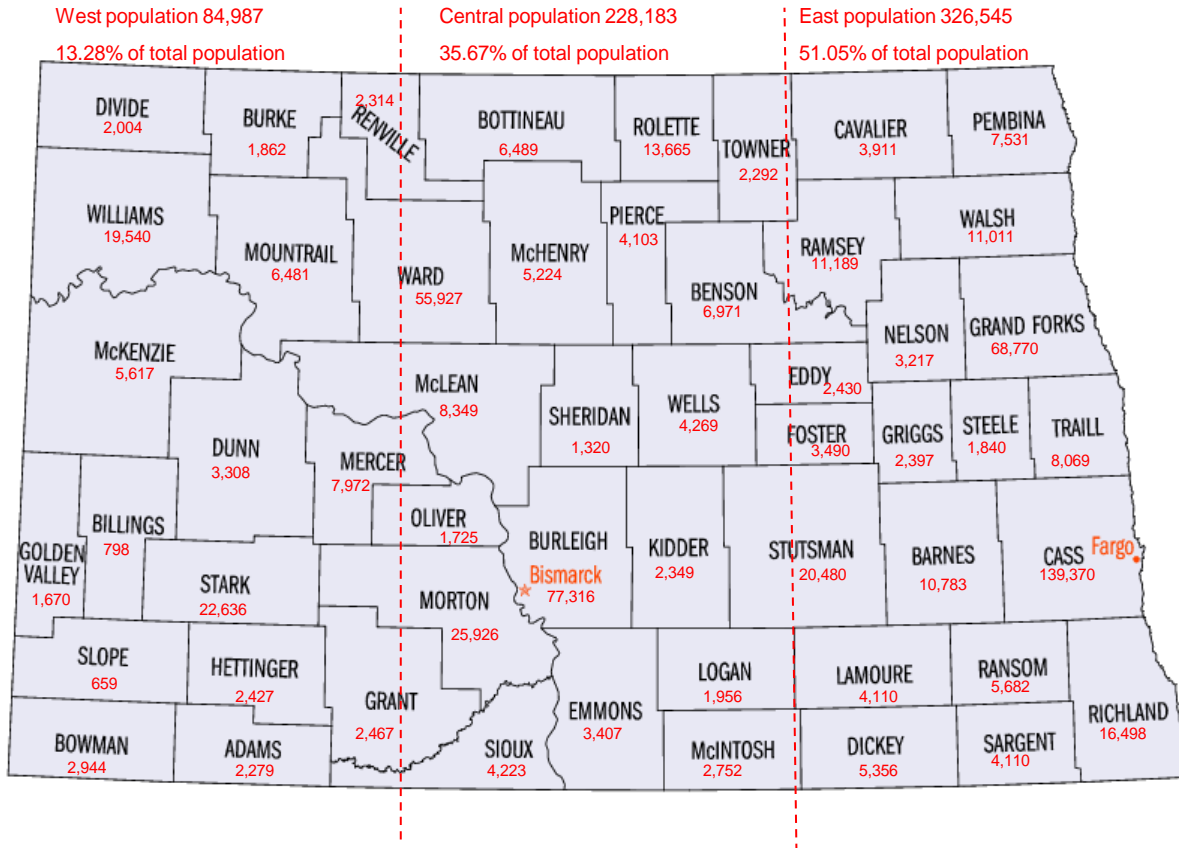 West population 84,987
13.28% of total population
Central population 228,183
35.67% of total population
East population 326,545
51.05% of total population
DIVIDE
2,004
BURKE
1,862
2,314
RENVILLE
BOTTINEAU
6,489
ROLETTE
13,665
TOWNER
2,292
CAVALIER
3,911
PEMBINA
7,531
WILLIAMS
19,540
MOUNTRAIL
6,481
WARD
55,927
McHENRY
5,224
PIERCE
4,103
BENSON
6,971
RAMSEY
11,189
WALSH
11,011
McKENZIE
5,617
McLEAN
8,349
SHERIDAN
1,320
WELLS
4,269
EDDY
2,430
FOSTER
3,490
NELSON
3,217
GRAND FORKS
68,770
DUNN
3,308
MERCER
7,972
OLIVER
1,725
GRIGGS
2,397
STEELE
1,840
TRAILL
8,069
GOLDEN
VALLEY
1,670
BILLINGS
798
STARK
22,636
MORTON
25,926
BURLEIGH
Bismarck
77,316
KIDDER
2,349
STUTSMAN
20,480
BARNES
10,783
CASS
139,370
Fargo
SLOPE
659
HETTINGER
2,427
GRANT
2,467
EMMONS
3,407
LOGAN
1,956
LAMOURE
4,110
RANSOM
5,682
RICHLAND
16,498
BOWMAN
2,944
ADAMS
2,279
SIOUX
4,223
McINTOSH
2,752
DICKEY
5,356
SARGENT
4,110